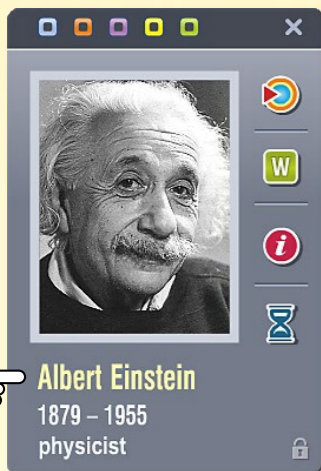 W
i
Albert Einstein
1879 – 1955
physicist